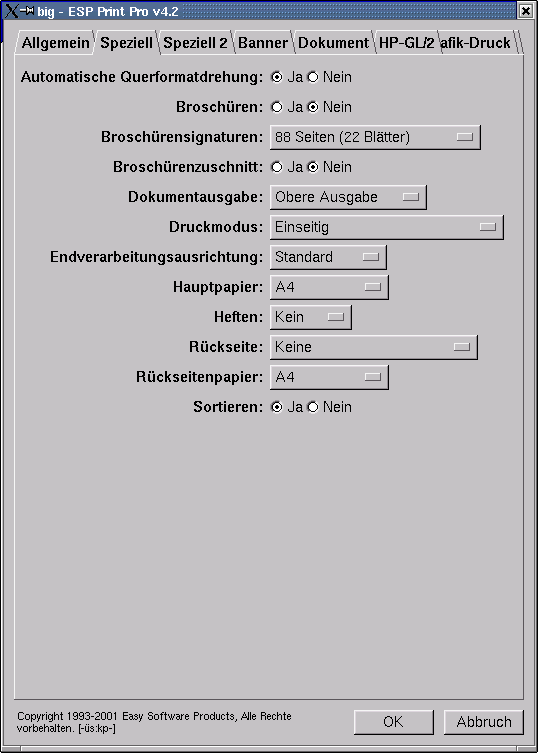 big - ESP Print Pro v4.2
Allgemein Speziell Speziell 2 Banner Dokument HP-GL/2 afik-Druck
Automatische Querformatdrehung: Ja Nein
Broschüren: Ja Nein
Broschürensignaturen: 88 Seiten (22 Blätter)
Broschürenzuschnitt: Ja Nein
Dokumentausgabe: Obere Ausgabe
Druckmodus: Einseitig
Endverarbeitungsausrichtung: Standard
Hauptpapier: A4
Heften: Kein
Rückseite: Keine
Rückseitenpapier: A4
Sortieren: Ja Nein
Copyright 1993-2001 Easy Software Products, Alle Rechte
vorbehalten. [-üs:kp-]
OK Abbruch